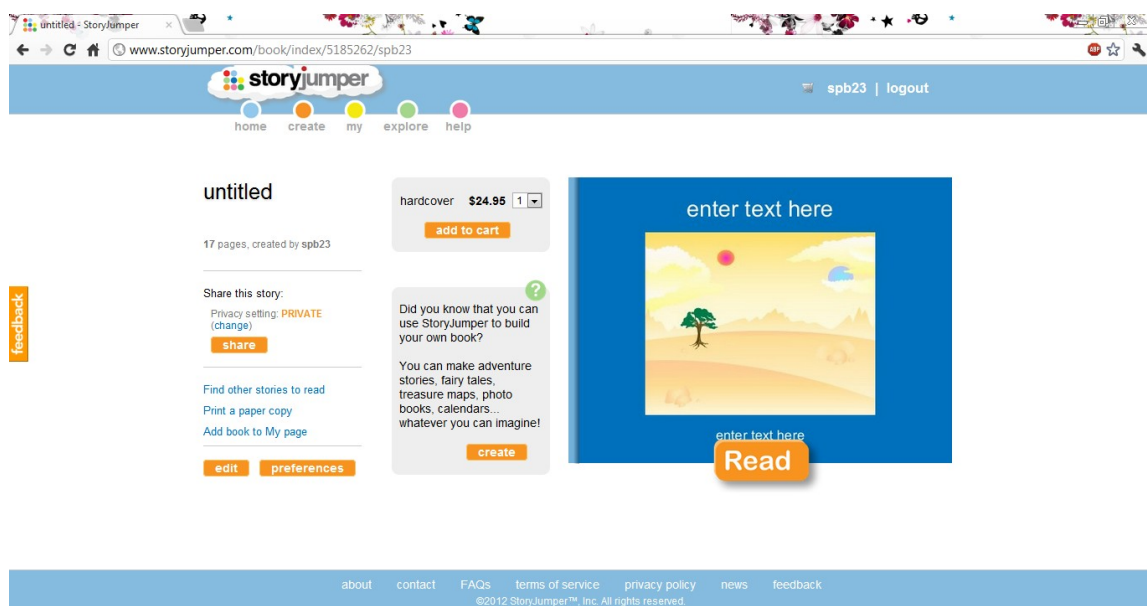 untitled - StoryJumper
www.storyjumper.com/book/index/5185262/spb23
ABP
storyjumper
spb23 | logout
home create my explore help
untitled
17 pages, created by spb23
Share this story:
Privacy setting: PRIVATE
(change)
share
Find other stories to read
Print a paper copy
Add book to My page
edit preferences
hardcover $24.95 1
add to cart
?
Did you know that you can
use StoryJumper to build
your own book?
You can make adventure
stories, fairy tales,
treasure maps, photo
books, calendars...
whatever you can imagine!
create
enter text here
enter text here
Read
feedback
about contact FAQs terms of service privacy policy news feedback
©2012 StoryJumper™, Inc. All rights reserved.